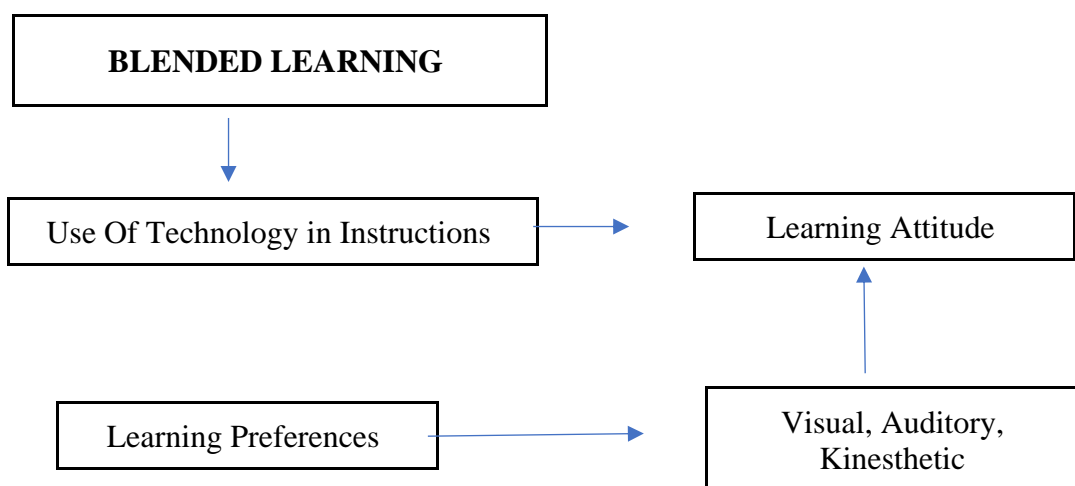 BLENDED LEARNING
Use Of Technology in Instructions
Learning Attitude
Learning Preferences
Visual, Auditory,
Kinesthetic